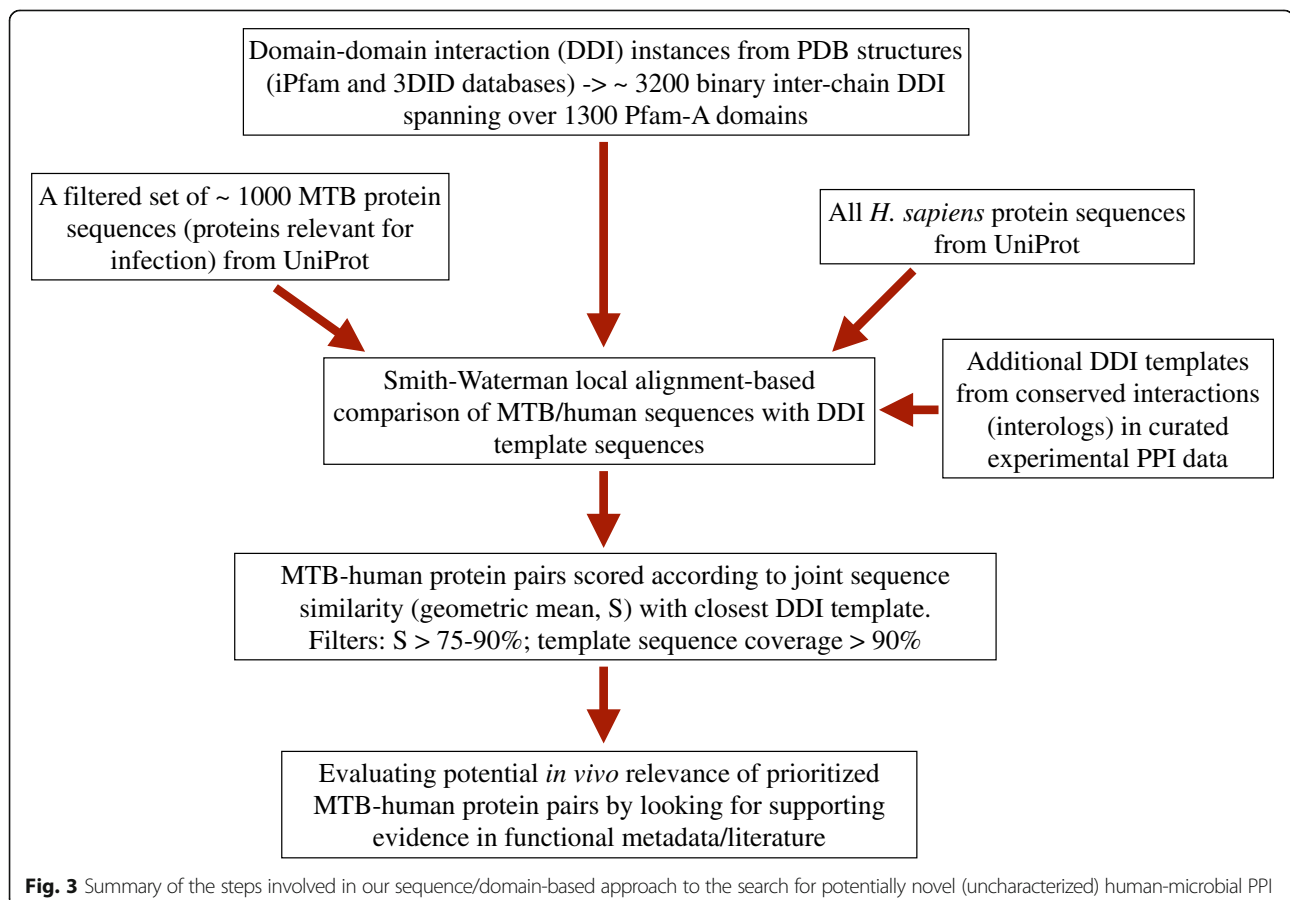 Domain-domain interaction (DDI) instances from PDB structures
(iPfam and 3DID databases) -> ~ 3200 binary inter-chain DDI
spanning over 1300 Pfam-A domains
A filtered set of ~ 1000 MTB protein
sequences (proteins relevant for
infection) from UniProt
All H. sapiens protein sequences
from UniProt
Smith-Waterman local alignment-based
comparison of MTB/human sequences with DDI
template sequences
Additional DDI templates
from conserved interactions
(interologs) in curated
experimental PPI data
MTB-human protein pairs scored according to joint sequence
similarity (geometric mean, S) with closest DDI template.
Filters: S > 75-90%; template sequence coverage > 90%
Evaluating potential in vivo relevance of prioritized
MTB-human protein pairs by looking for supporting
evidence in functional metadata/literature
Fig. 3 Summary of the steps involved in our sequence/domain-based approach to the search for potentially novel (uncharacterized) human-microbial PPI